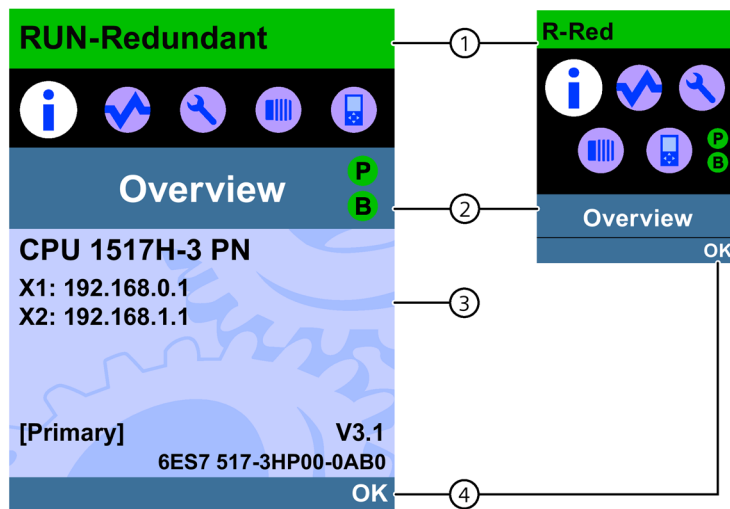 RUN-Redundant
Overview
P
B
CPU 1517H-3 PN
X1: 192.168.0.1
X2: 192.168.1.1
[Primary] V3.1
6ES7 517-3HP00-0AB0
OK
1
2
3
4
R-Red
P
B
Overview
OK